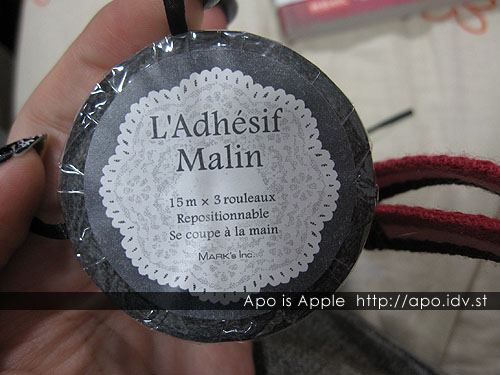 L'Adhésif
Malin
15 m × 3 rouleaux
Repositionnable
Se coupe à la main
MARK's Inc.
Apo is Apple http://apo.idv.st